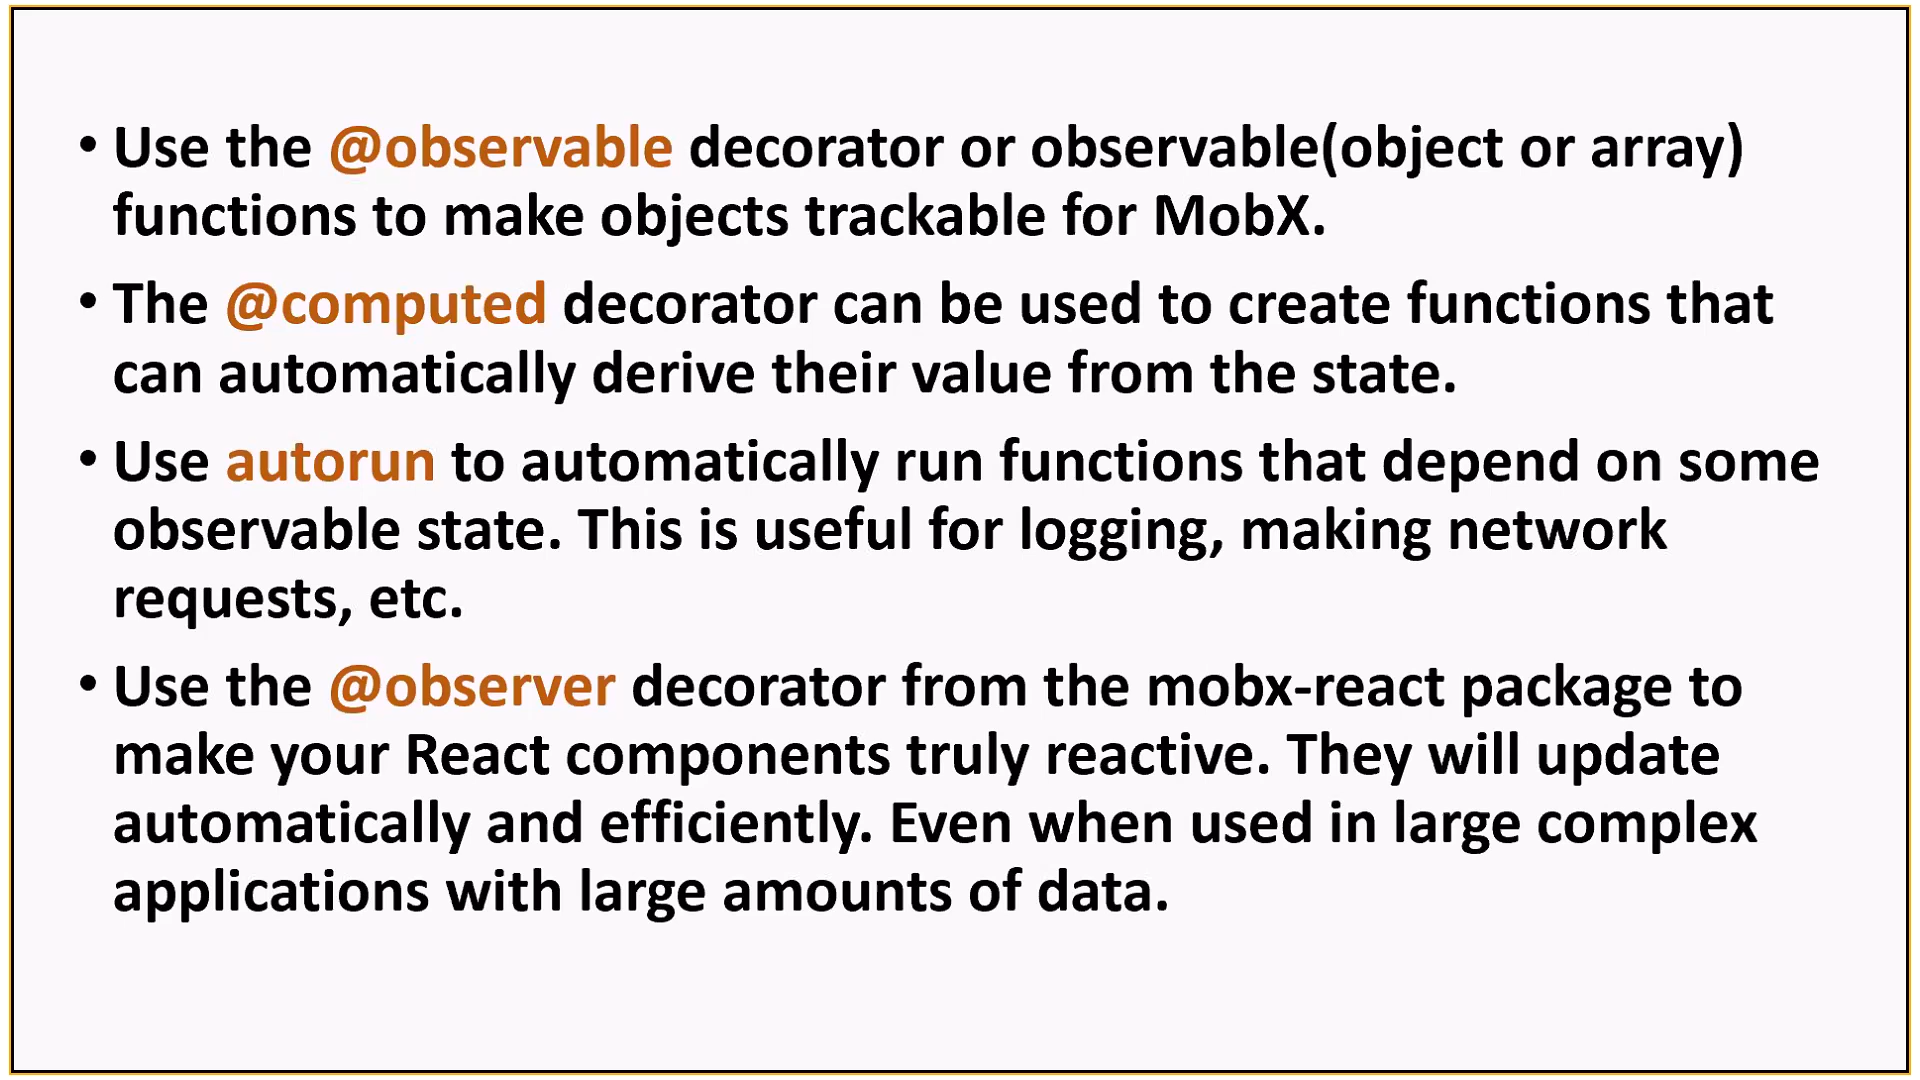 • Use the @observable decorator or observable(object or array)
functions to make objects trackable for MobX.
• The @computed decorator can be used to create functions that
can automatically derive their value from the state.
• Use autorun to automatically run functions that depend on some
observable state. This is useful for logging, making network
requests, etc.
• Use the @observer decorator from the mobx-react package to
make your React components truly reactive. They will update
automatically and efficiently. Even when used in large complex
applications with large amounts of data.